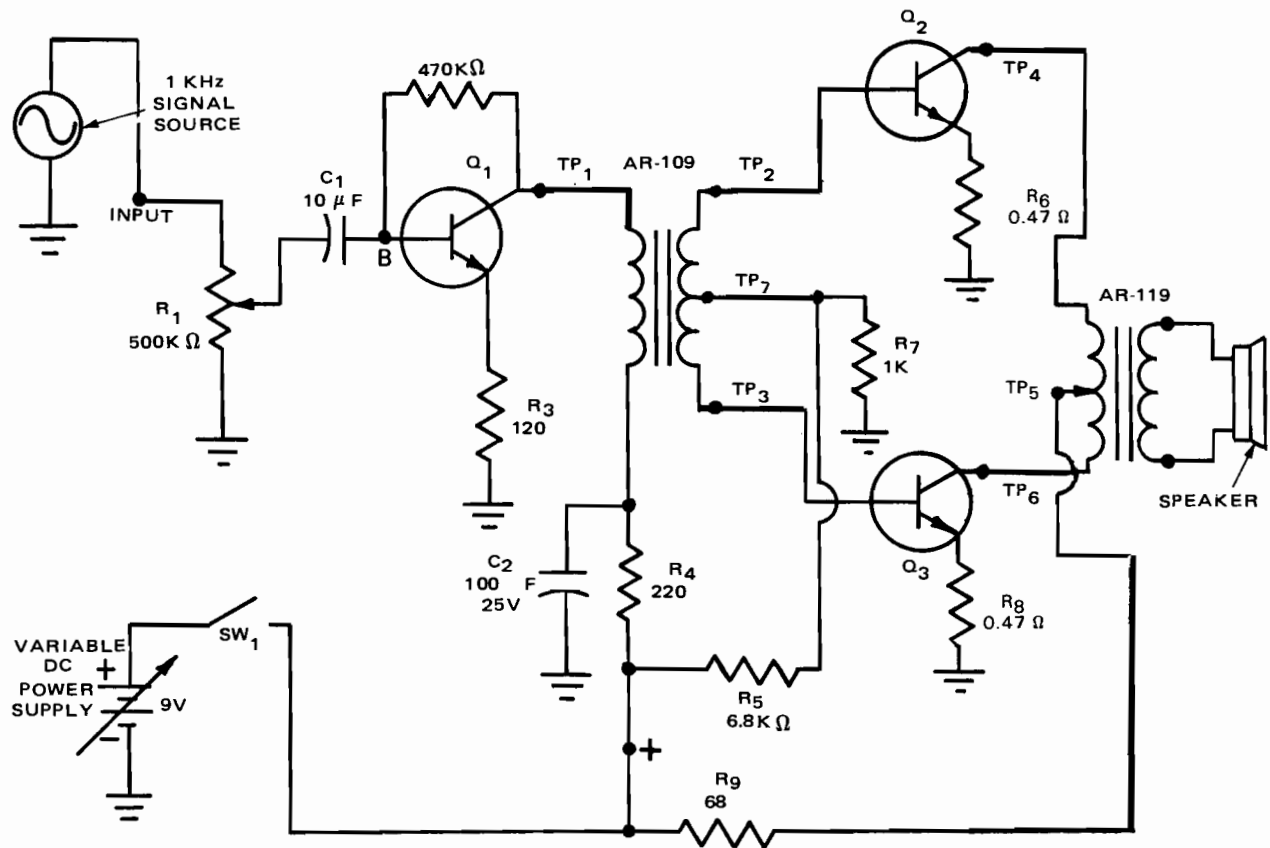 1 KHz
SIGNAL
SOURCE
INPUT
R1
500K Ω
C1
10 μF
B
470KΩ
Q1
TP1
R3
120
AR-109
TP2
TP7
TP3
Q2
TP4
R6
0.47 Ω
R7
1K
AR-119
TP5
TP6
SPEAKER
Q3
R8
0.47 Ω
C2
100 F
25V
R4
220
R5
6.8K Ω
+
R9
68
SW1
VARIABLE
DC
POWER
SUPPLY
+
9V
−